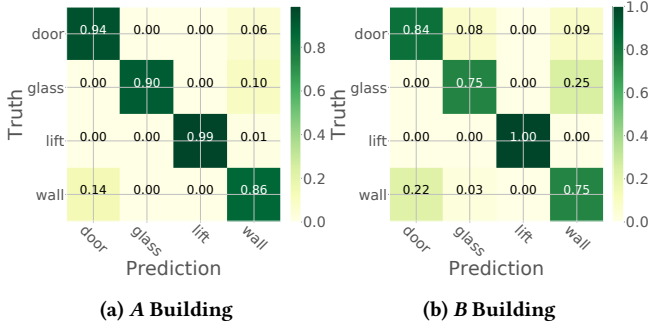 door 0.94 0.00 0.00 0.06
glass 0.00 0.90 0.00 0.10
lift 0.00 0.00 0.99 0.01
wall 0.14 0.00 0.00 0.86
door glass lift wall
Truth
Prediction
0.8
0.6
0.4
0.2
0.0
(a) A Building
door 0.84 0.08 0.00 0.09
glass 0.00 0.75 0.00 0.25
lift 0.00 0.00 1.00 0.00
wall 0.22 0.03 0.00 0.75
door glass lift wall
Truth
Prediction
1.0
0.8
0.6
0.4
0.2
0.0
(b) B Building